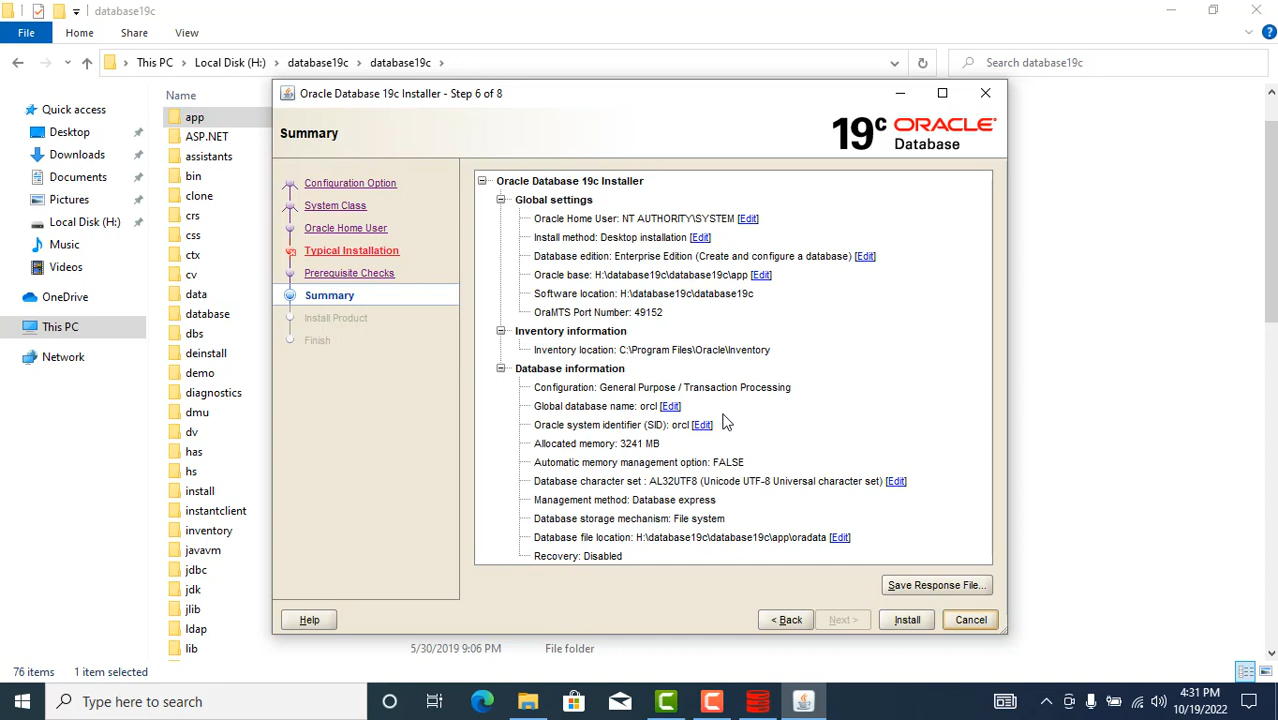 database19c
File
Home
Share
View
This PC
Local Disk (H:)
database19c
database19c
Search database19c
Quick access
Desktop
Downloads
Documents
Pictures
Local Disk (H:)
Music
Videos
OneDrive
This PC
Network
Name
app
ASP.NET
assistants
bin
clone
crs
css
ctx
cv
data
database
dbs
deinstall
demo
diagnostics
dmu
dv
has
hs
install
instantclient
inventory
javavm
jdbc
jdk
jlib
ldap
lib
5/30/2019 9:06 PM
File folder
Oracle Database 19c Installer - Step 6 of 8
Summary
19c ORACLE
Database
Configuration Option
System Class
Oracle Home User
Typical Installation
Prerequisite Checks
Summary
Install Product
Finish
Oracle Database 19c Installer
Global settings
Oracle Home User: NT AUTHORITY\SYSTEM [Edit]
Install method: Desktop installation [Edit]
Database edition: Enterprise Edition (Create and configure a database) [Edit]
Oracle base: H:\database19c\database19c\app [Edit]
Software location: H:\database19c\database19c
OraMTS Port Number: 49152
Inventory information
Inventory location: C:\Program Files\Oracle\Inventory
Database information
Configuration: General Purpose / Transaction Processing
Global database name: orcl [Edit]
Oracle system identifier (SID): orcl [Edit]
Allocated memory: 3241 MB
Automatic memory management option: FALSE
Database character set : AL32UTF8 (Unicode UTF-8 Universal character set) [Edit]
Management method: Database express
Database storage mechanism: File system
Database file location: H:\database19c\database19c\app\oradata [Edit]
Recovery: Disabled
Save Response File...
Help
< Back
Next >
Install
Cancel
76 items
1 item selected
Type here to search
4:31 PM
10/19/2022